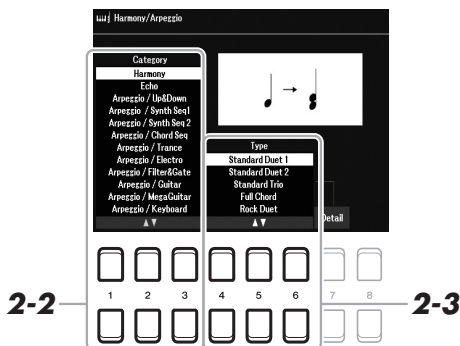 Harmony/Arpeggio
Category
Harmony
Echo
Arpeggio / Up&Down
Arpeggio / Synth Seq1
Arpeggio / Synth Seq 2
Arpeggio / Chord Seq
Arpeggio / Trance
Arpeggio / Electro
Arpeggio / Filter&Gate
Arpeggio / Guitar
Arpeggio / MegaGuitar
Arpeggio / Keyboard
▲▼
Type
Standard Duet 1
Standard Duet 2
Standard Trio
Full Chord
Rock Duet
▲▼
Detail
1 2 3 4 5 6 7 8
2-2
2-3